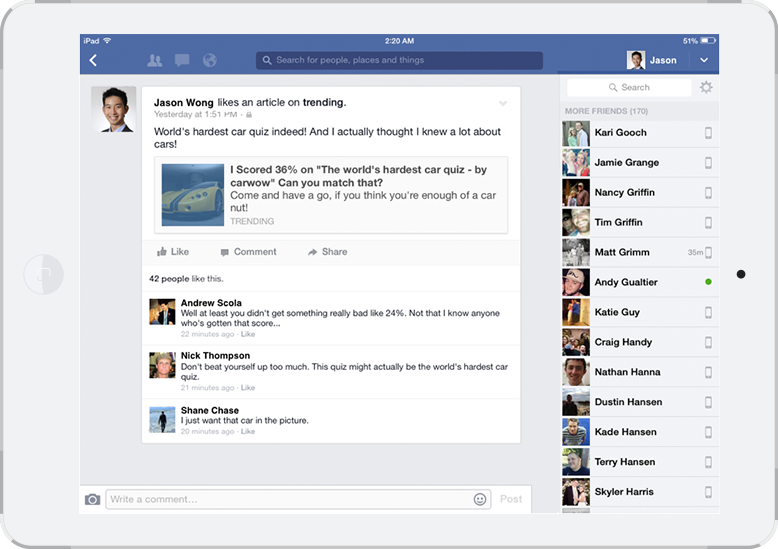 iPad 2:20 AM 51%
Search for people, places and things
Jason
Jason Wong likes an article on trending.
Yesterday at 1:51 PM ·
World's hardest car quiz indeed! And I actually thought I knew a lot about
cars!
I Scored 36% on "The world's hardest car quiz - by
carwow" Can you match that?
Come and have a go, if you think you're enough of a car
nut!
TRENDING
Like Comment Share
42 people like this.
Andrew Scola
Well at least you didn't get something really bad like 24%. Not that I know anyone
who's gotten that score...
22 minutes ago · Like
Nick Thompson
Don't beat yourself up too much. This quiz might actually be the world's hardest car
quiz.
21 minutes ago · Like
Shane Chase
I just want that car in the picture.
20 minutes ago · Like
Write a comment... Post
Search
MORE FRIENDS (170)
Kari Gooch
Jamie Grange
Nancy Griffin
Tim Griffin
Matt Grimm 35m
Andy Gualtier
Katie Guy
Craig Handy
Nathan Hanna
Dustin Hansen
Kade Hansen
Terry Hansen
Skyler Harris